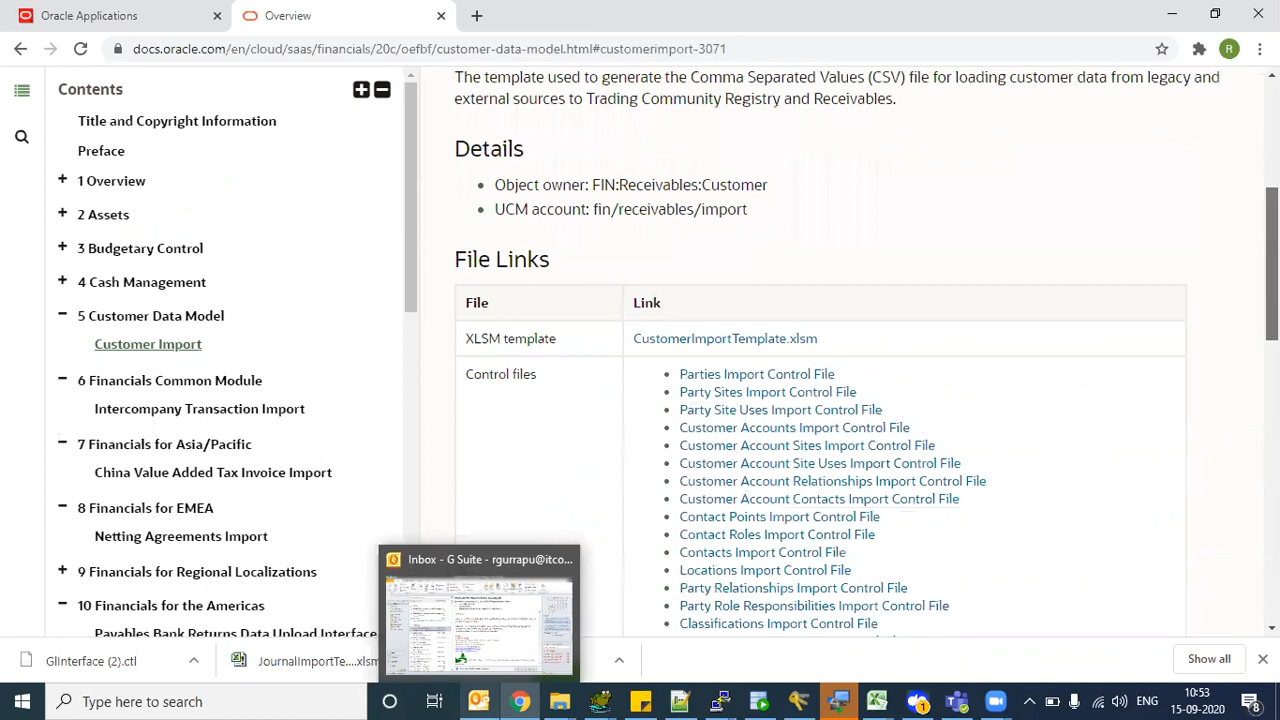 Oracle Applications
Overview
docs.oracle.com/en/cloud/saas/financials/20c/oefbf/customer-data-model.html#customerimport-3071
R
Contents
Title and Copyright Information
Preface
1 Overview
2 Assets
3 Budgetary Control
4 Cash Management
5 Customer Data Model
Customer Import
6 Financials Common Module
Intercompany Transaction Import
7 Financials for Asia/Pacific
China Value Added Tax Invoice Import
8 Financials for EMEA
Netting Agreements Import
9 Financials for Regional Localizations
10 Financials for the Americas
Payables Bank Returns Data Upload Interface
The template used to generate the Comma Separated Values (CSV) file for loading customer data from legacy and
external sources to Trading Community Registry and Receivables.
Details
Object owner: FIN:Receivables:Customer
UCM account: fin/receivables/import
File Links
File Link
XLSM template CustomerImportTemplate.xlsm
Control files
Parties Import Control File
Party Sites Import Control File
Party Site Uses Import Control File
Customer Accounts Import Control File
Customer Account Sites Import Control File
Customer Account Site Uses Import Control File
Customer Account Relationships Import Control File
Customer Account Contacts Import Control File
Contact Points Import Control File
Contact Roles Import Control File
Contacts Import Control File
Locations Import Control File
Party Relationships Import Control File
Party Role Responsibilities Import Control File
Classifications Import Control File
Inbox - G Suite - rgurrapu@itco...
JournalImportTe....xlsm
Show all
Type here to search
ENG
10:53
15-09-2020